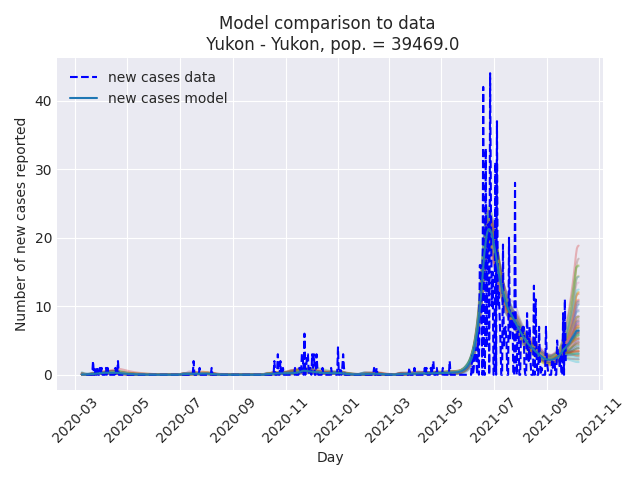 Model comparison to data
Yukon - Yukon, pop. = 39469.0
new cases data
new cases model
Number of new cases reported
40
30
20
10
0
2020-03
2020-05
2020-07
2020-09
2020-11
2021-01
2021-03
2021-05
2021-07
2021-09
2021-11
Day